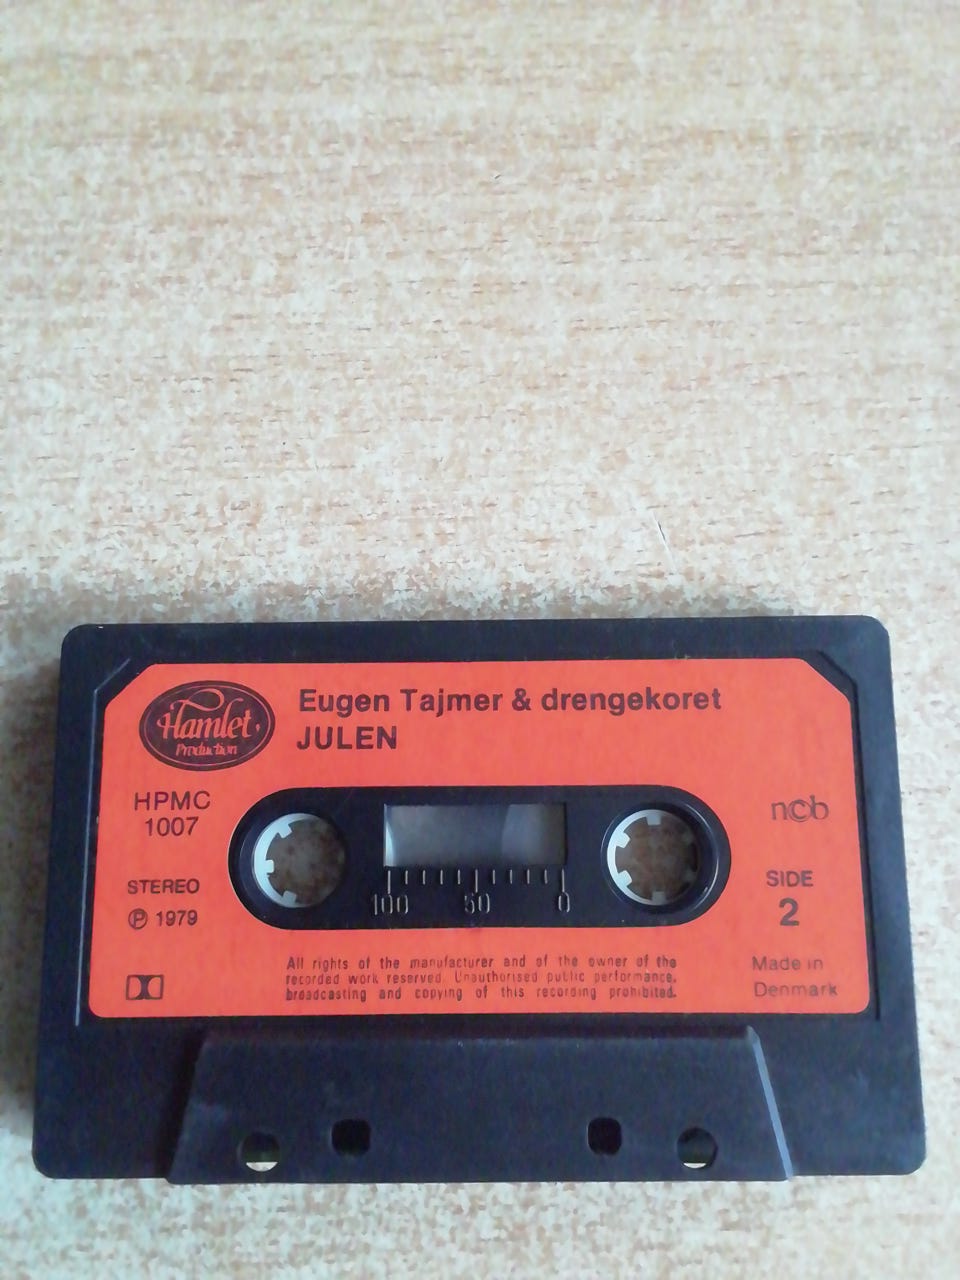 Hamlet
Production
Eugen Tajmer & drengekoret
JULEN
HPMC
1007
ncb
STEREO
℗ 1979
SIDE
2
100 50 0
All rights of the manufacturer and of the owner of the
recorded work reserved. Unauthorised public performance,
broadcasting and copying of this recording prohibited.
Made in
Denmark